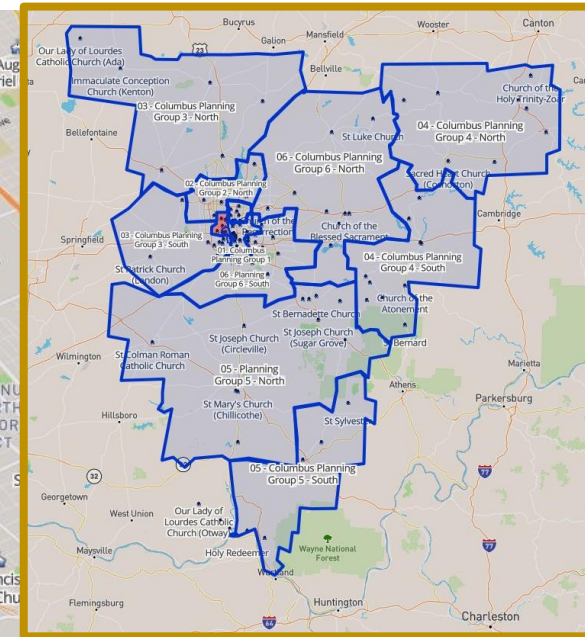 Bucyrus
Wooster
Canton
Mansfield
Galion
23
Our Lady of Lourdes
Catholic Church (Ada)
Bellville
Immaculate Conception
Church (Kenton)
Church of the
Holy Trinity-Zoar
03 - Columbus Planning
Group 3 - North
04 - Columbus Planning
Group 4 - North
Bellefontaine
St Luke Church
06 - Columbus Planning
Group 6 - North
Sacred Heart Church
02 - Columbus Planning
Group 2 - North
Cambridge
Springfield
03 - Columbus Planning
Group 3 - South
Church of the
Blessed Sacrament
01: Columbus
Planning Group 1
04 - Columbus Planning
Group 4 - South
St Patrick Church
(London)
06 - Planning
Group 6 - South
Church of the
Atonement
St Bernadette Church
St Joseph Church
(Circleville)
St Joseph Church
(Sugar Grove)
St Bernard
Wilmington
St Colman Roman
Catholic Church
05 - Planning
Group 5 - North
Marietta
Athens
Parkersburg
St Mary's Church
(Chillicothe)
Hillsboro
St Sylvester
77
05 - Columbus Planning
Group 5 - South
32
Georgetown
West Union
Our Lady of
Lourdes Catholic
Church (Otway)
77
Maysville
Holy Redeemer
Wayne National
Forest
Flemingsburg
Huntington
64
Charleston